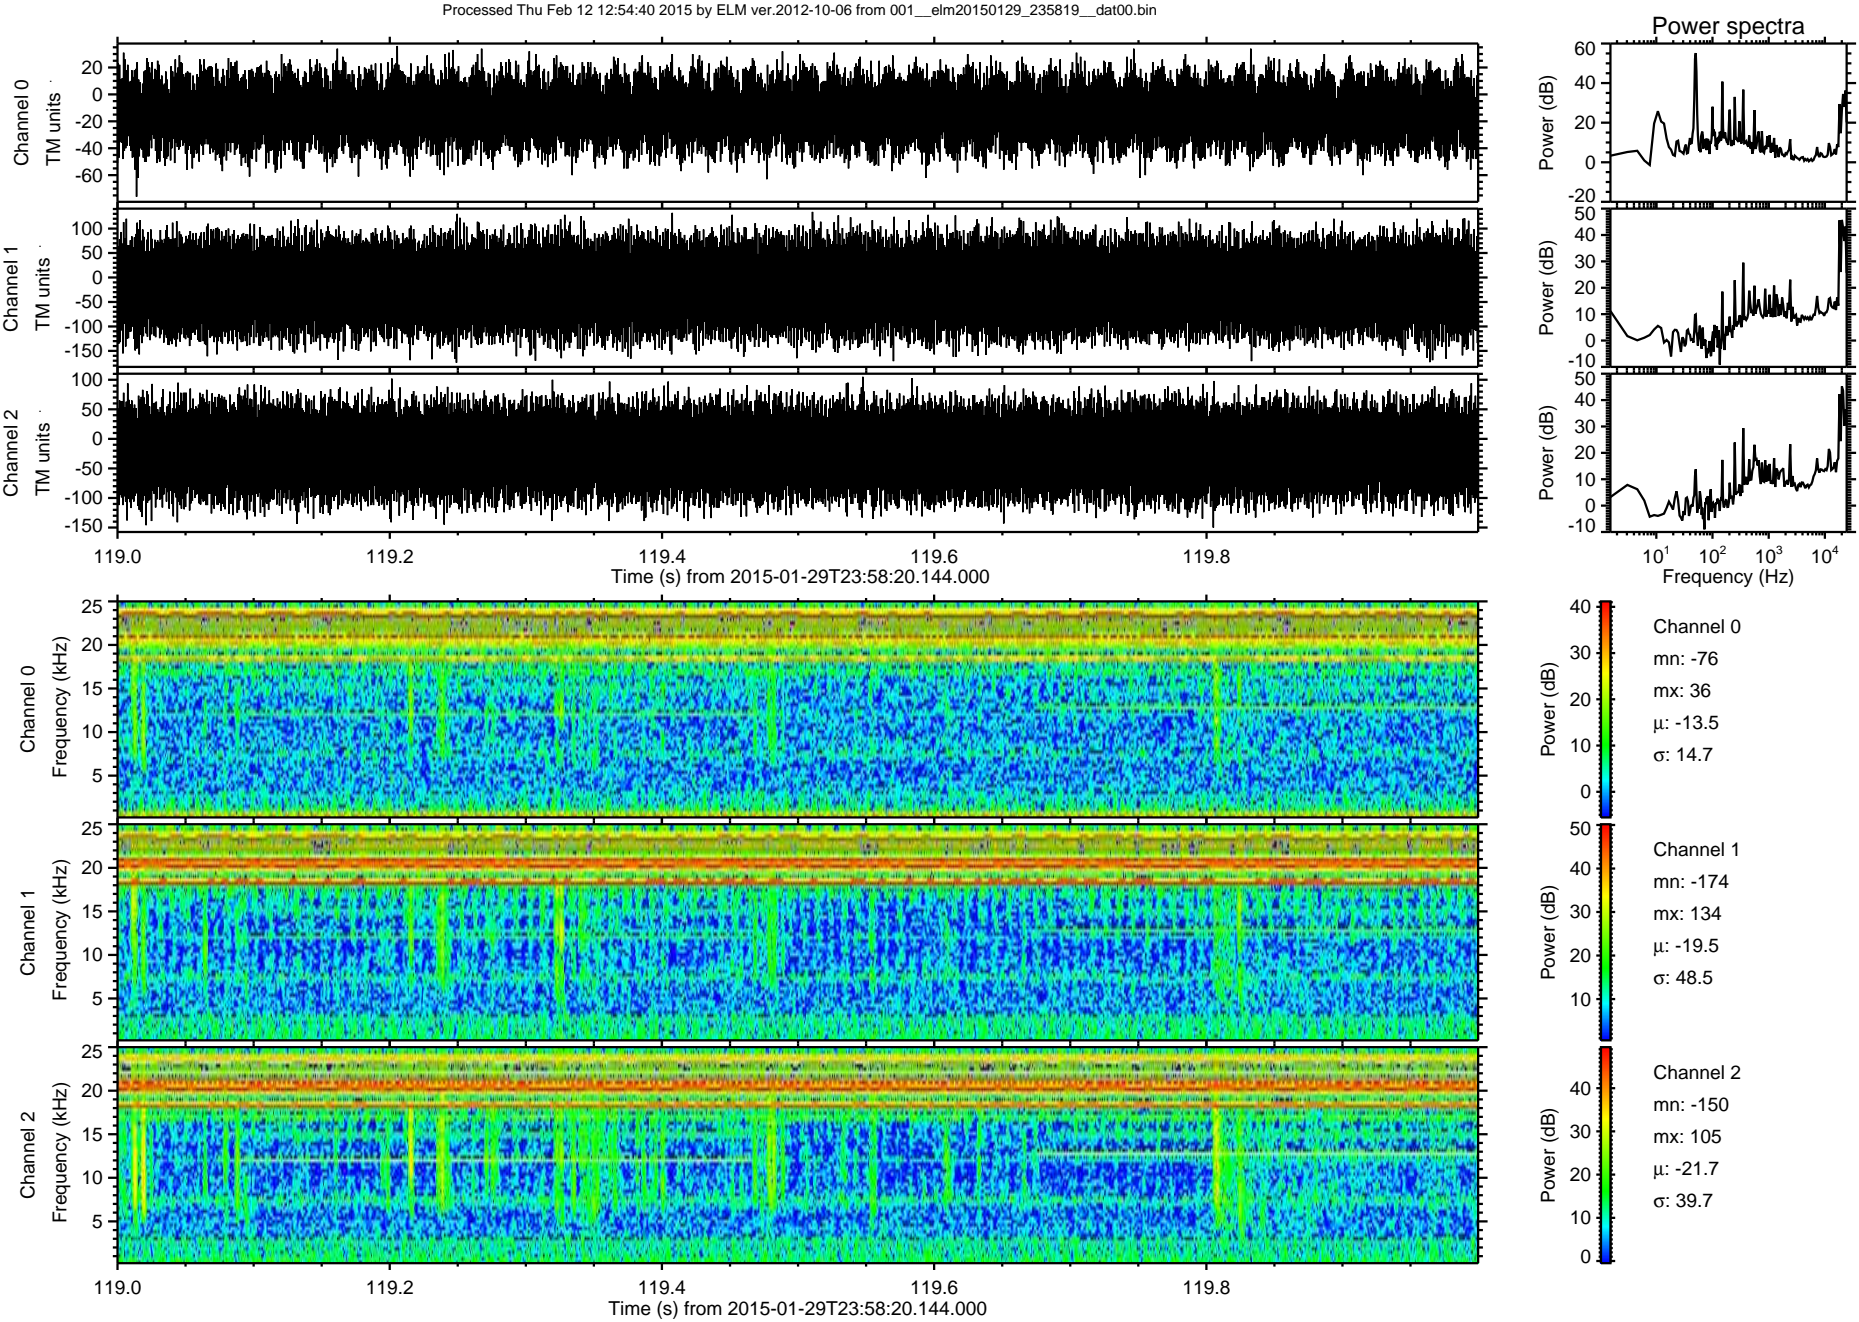 Processed Thu Feb 12 12:54:40 2015 by ELM ver.2012-10-06 from 001__elm20150129_235819__dat00.bin
Power spectra
Channel 0
TM units
20
0
-20
-40
-60
Power (dB)
60
40
20
0
-20
Channel 1
TM units
100
50
0
-50
-100
-150
Power (dB)
50
40
30
20
10
0
-10
Channel 2
TM units
100
50
0
-50
-100
-150
Power (dB)
50
40
30
20
10
0
-10
119.0 119.2 119.4 119.6 119.8
Time (s) from 2015-01-29T23:58:20.144.000
10¹ 10² 10³ 10⁴
Frequency (Hz)
Channel 0
Frequency (kHz)
25
20
15
10
5
Power (dB)
40
30
20
10
0
Channel 0
mn: -76
mx: 36
μ: -13.5
σ: 14.7
Channel 1
Frequency (kHz)
25
20
15
10
5
Power (dB)
50
40
30
20
10
Channel 1
mn: -174
mx: 134
μ: -19.5
σ: 48.5
Channel 2
Frequency (kHz)
25
20
15
10
5
Power (dB)
40
30
20
10
0
Channel 2
mn: -150
mx: 105
μ: -21.7
σ: 39.7
119.0 119.2 119.4 119.6 119.8
Time (s) from 2015-01-29T23:58:20.144.000